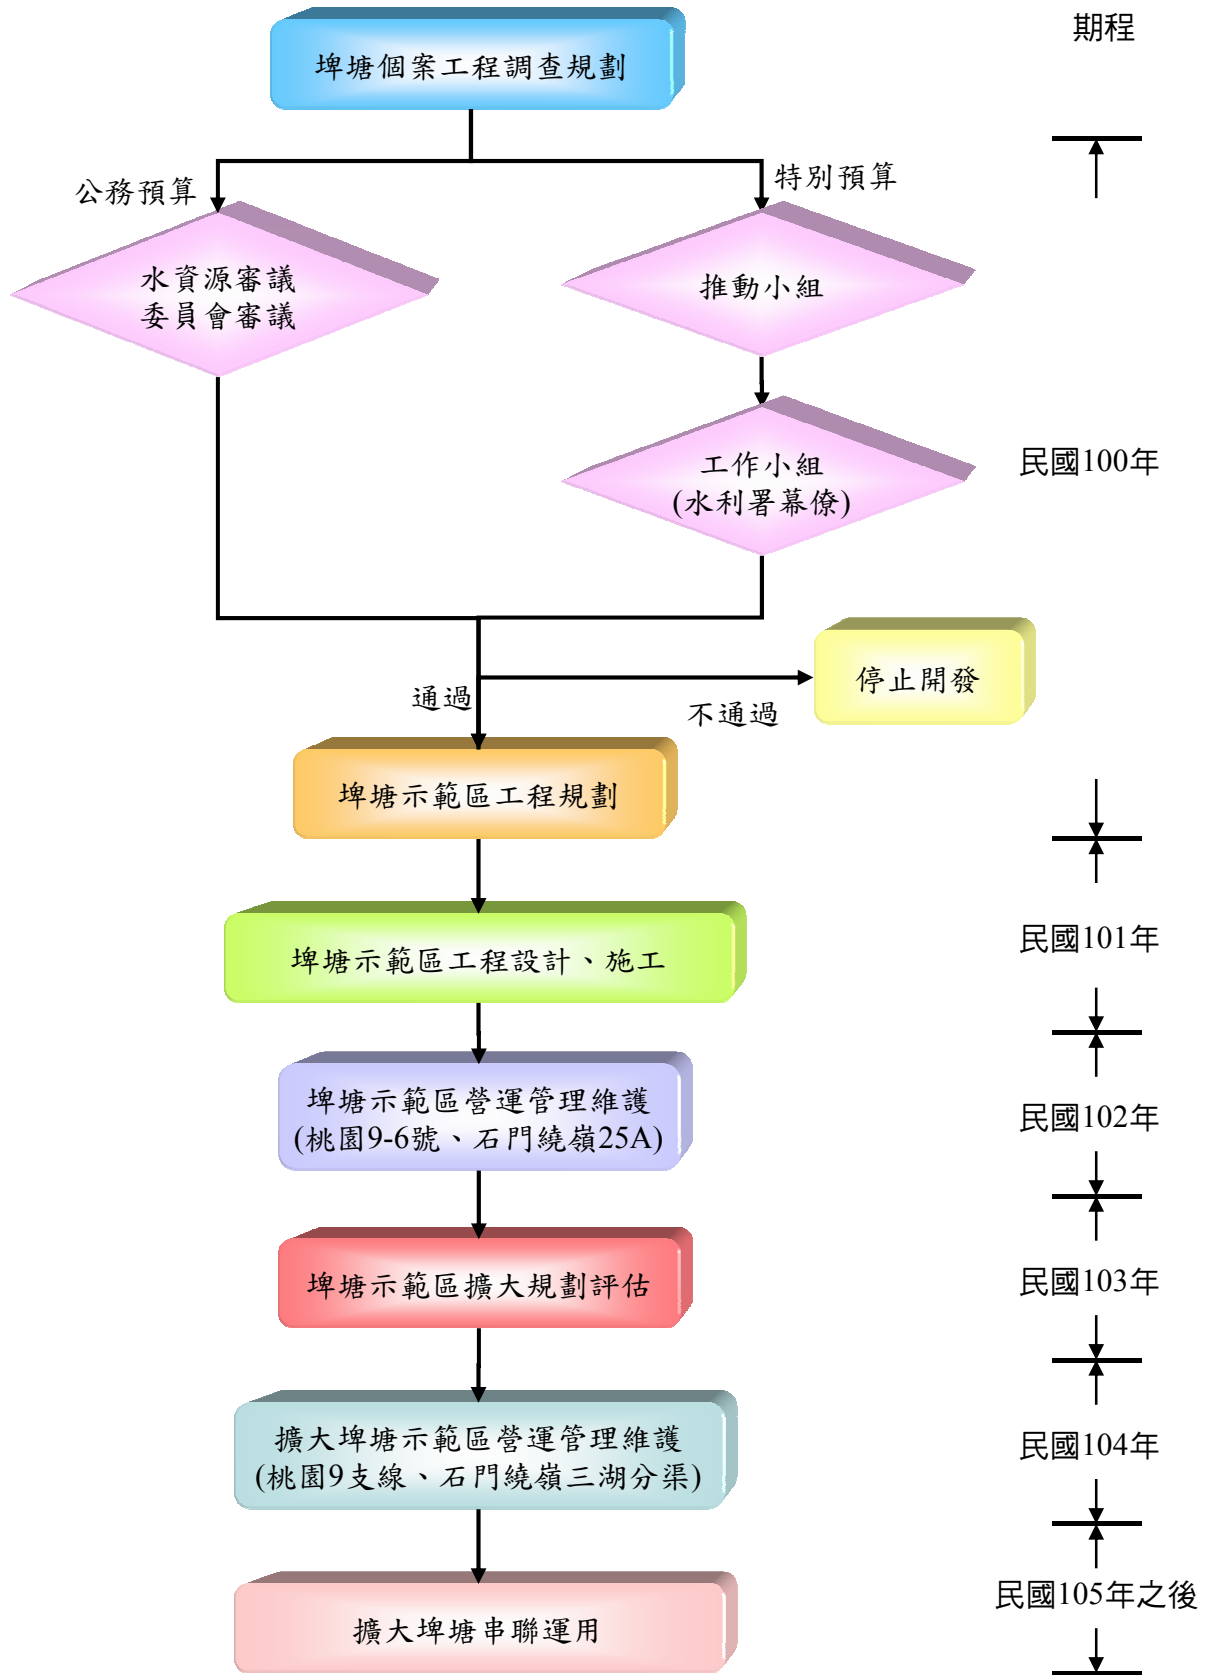 期程
埤塘個案工程調查規劃
公務預算
特別預算
水資源審議
委員會審議
推動小組
工作小組
(水利署幕僚)
民國100年
通過
不通過
停止開發
埤塘示範區工程規劃
埤塘示範區工程設計、施工
民國101年
埤塘示範區營運管理維護
(桃園9-6號、石門繞嶺25A)
民國102年
埤塘示範區擴大規劃評估
民國103年
擴大埤塘示範區營運管理維護
(桃園9支線、石門繞嶺三湖分渠)
民國104年
擴大埤塘串聯運用
民國105年之後